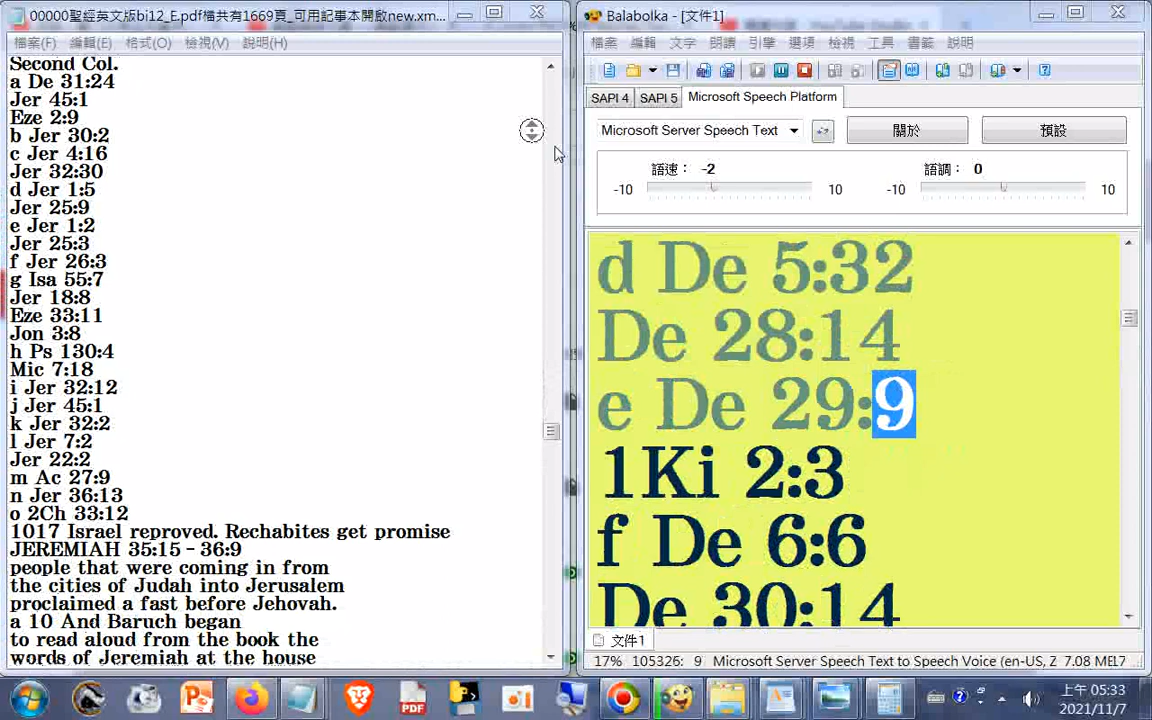 00000聖經英文版bi12_E.pdf檔共有1669頁_可用記事本開啟new.xm...
檔案(F) 編輯(E) 格式(O) 檢視(V) 說明(H)
Second Col.
a De 31:24
Jer 45:1
Eze 2:9
b Jer 30:2
c Jer 4:16
Jer 32:30
d Jer 1:5
Jer 25:9
e Jer 1:2
Jer 25:3
f Jer 26:3
g Isa 55:7
Jer 18:8
Eze 33:11
Jon 3:8
h Ps 130:4
Mic 7:18
i Jer 32:12
j Jer 45:1
k Jer 32:2
l Jer 7:2
Jer 22:2
m Ac 27:9
n Jer 36:13
o 2Ch 33:12
1017 Israel reproved. Rechabites get promise
JEREMIAH 35:15 - 36:9
people that were coming in from
the cities of Judah into Jerusalem
proclaimed a fast before Jehovah.
a 10 And Baruch began
to read aloud from the book the
words of Jeremiah at the house
Balabolka - [文件1]
檔案 編輯 文字 朗讀 引擎 選項 檢視 工具 書籤 說明
SAPI 4 SAPI 5 Microsoft Speech Platform
Microsoft Server Speech Text 關於 預設
語速： -2 語調： 0
-10 10 -10 10
d De 5:32
De 28:14
e De 29:9
1Ki 2:3
f De 6:6
De 30:14
文件1
17% 105326: 9 Microsoft Server Speech Text to Speech Voice (en-US, Z 7.08 МЕ17
PDF
上午 05:33
2021/11/7